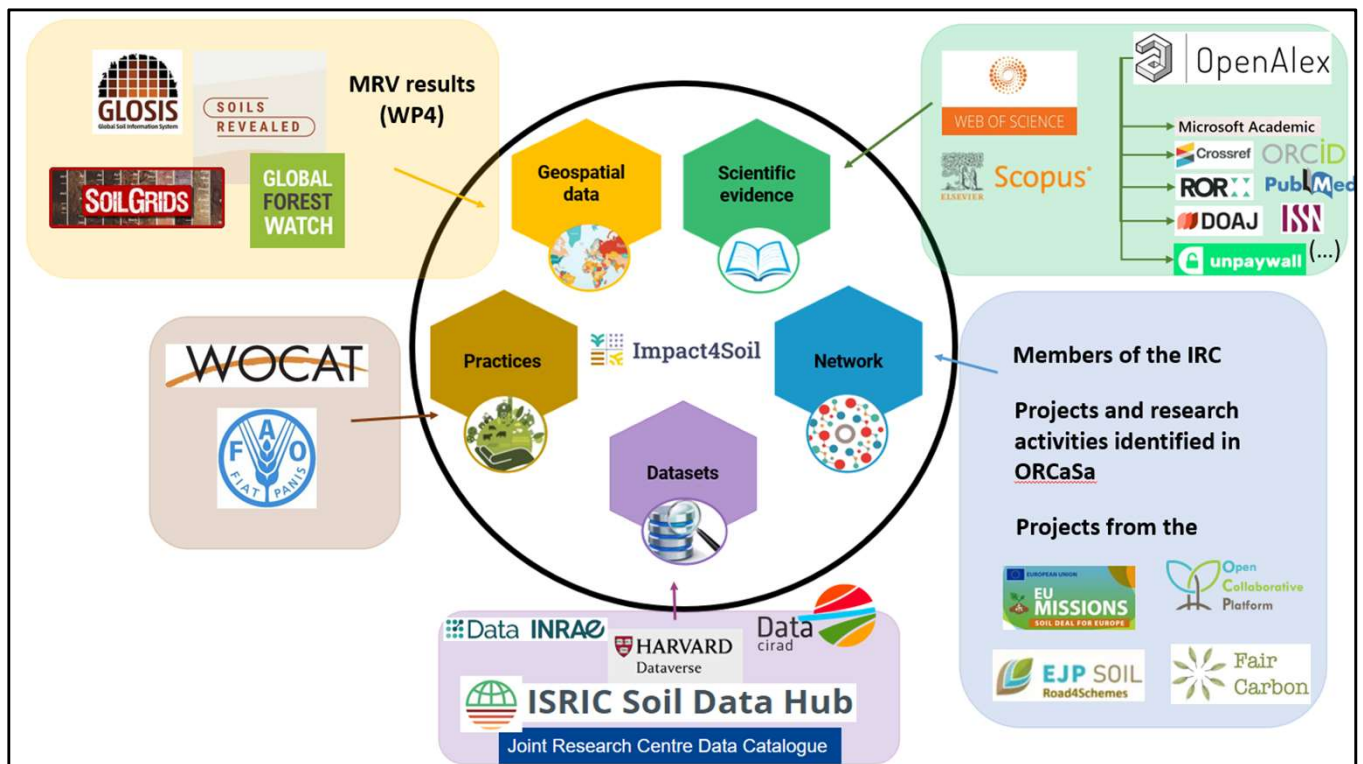 GLOSIS
Global Soil Information System
SOILS
REVEALED
MRV results
(WP4)
SOILGRIDS
GLOBAL
FOREST
WATCH
Geospatial
data
Scientific
evidence
WEB OF SCIENCE
ELSEVIER
Scopus®
OpenAlex
Microsoft Academic
Crossref
ORCID
ROR
PubMed
DOAJ
ISSN
unpaywall
(...)
WOCAT
F A O
FIAT PANIS
Practices
Impact4Soil
Network
Datasets
Members of the IRC
Projects and research
activities identified in
ORCaSa
Projects from the
EUROPEAN UNION
EU
MISSIONS
SOIL DEAL FOR EUROPE
Open
Collaborative
Platform
EJP SOIL
Road4Schemes
Fair
Carbon
Data INRAE
HARVARD
Dataverse
Data
cirad
ISRIC Soil Data Hub
Joint Research Centre Data Catalogue